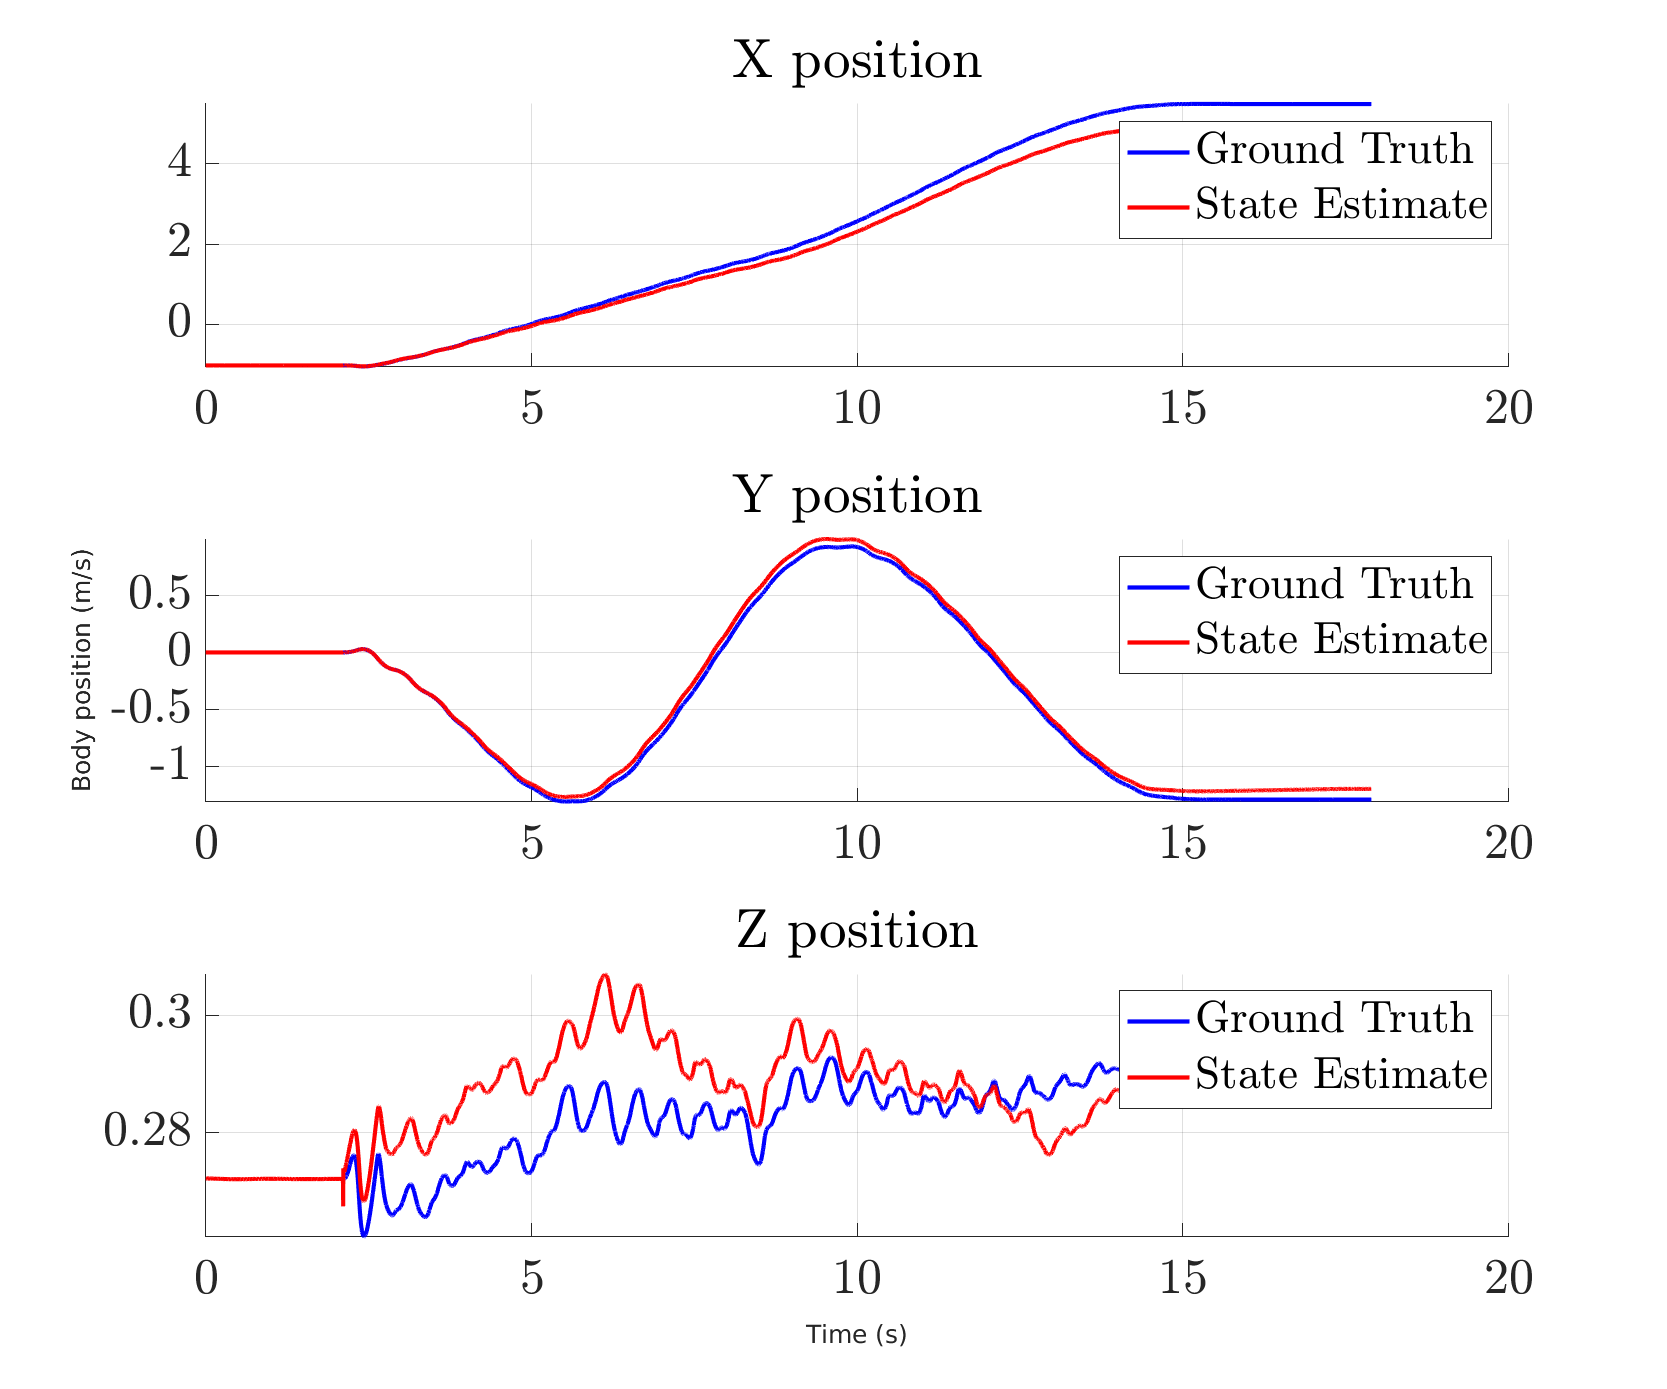 X position
4
2
0
0 5 10 15 20
Ground Truth
State Estimate
Y position
Body position (m/s)
0.5
0
-0.5
-1
0 5 10 15 20
Ground Truth
State Estimate
Z position
0.3
0.28
0 5 10 15 20
Ground Truth
State Estimate
Time (s)